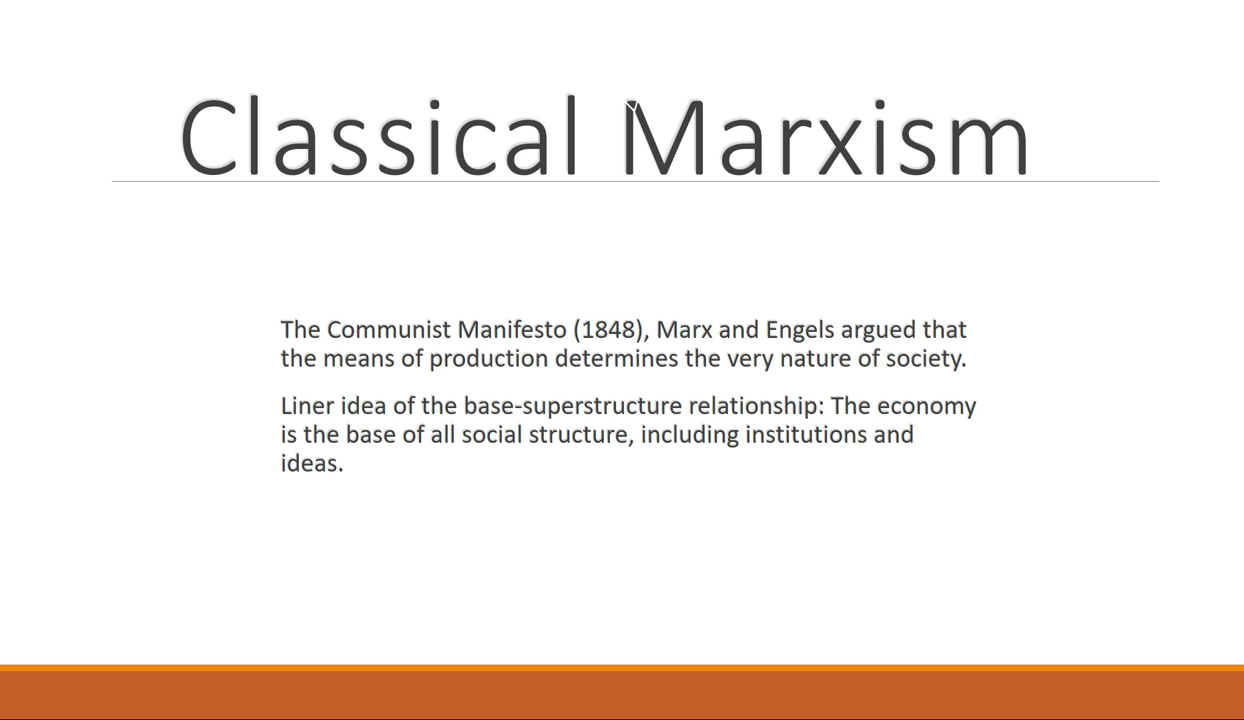 Classical Marxism
The Communist Manifesto (1848), Marx and Engels argued that
the means of production determines the very nature of society.
Liner idea of the base-superstructure relationship: The economy
is the base of all social structure, including institutions and
ideas.